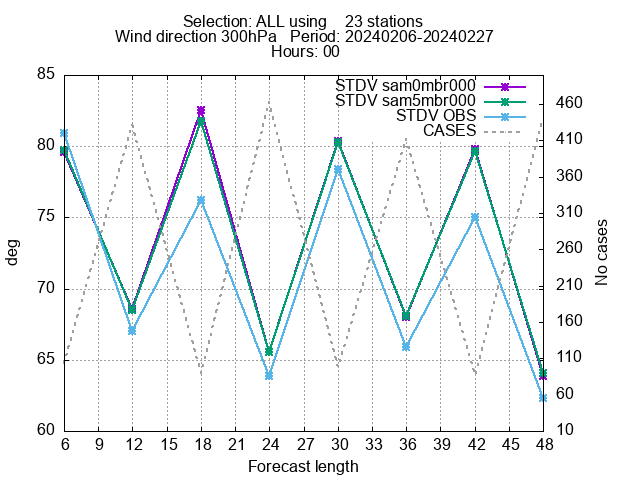 Selection: ALL using 23 stations
Wind direction 300hPa Period: 20240206-20240227
Hours: 00
STDV sam0mbr000
STDV sam5mbr000
STDV OBS
CASES
85
80
75
70
65
60
deg
460
410
360
310
260
210
160
110
60
10
No cases
6 9 12 15 18 21 24 27 30 33 36 39 42 45 48
Forecast length